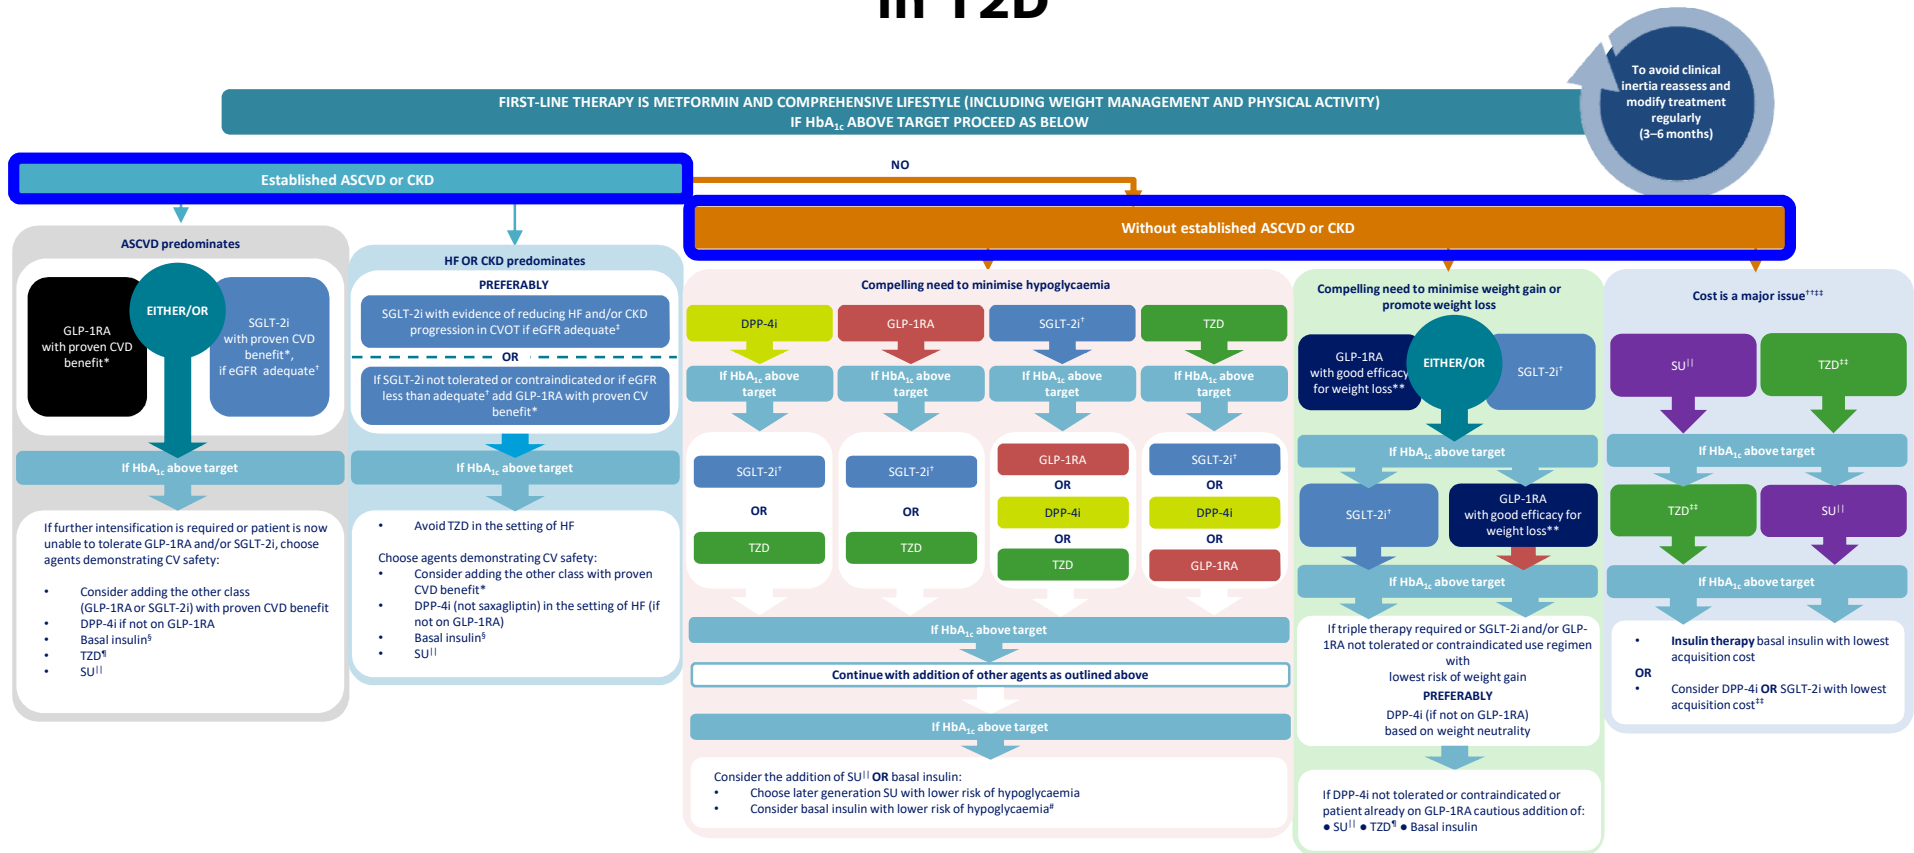 in T2D
To avoid clinical
inertia reassess and
modify treatment
regularly
(3–6 months)
FIRST-LINE THERAPY IS METFORMIN AND COMPREHENSIVE LIFESTYLE (INCLUDING WEIGHT MANAGEMENT AND PHYSICAL ACTIVITY)
IF HbA1c ABOVE TARGET PROCEED AS BELOW
Established ASCVD or CKD
NO
Without established ASCVD or CKD
ASCVD predominates
GLP-1RA
with proven CVD
benefit*
EITHER/OR
SGLT-2i
with proven CVD
benefit*,
if eGFR adequate†
If HbA1c above target
If further intensification is required or patient is now
unable to tolerate GLP-1RA and/or SGLT-2i, choose
agents demonstrating CV safety:
• Consider adding the other class
(GLP-1RA or SGLT-2i) with proven CVD benefit
• DPP-4i if not on GLP-1RA
• Basal insulin§
• TZD¶
• SU||
HF OR CKD predominates
PREFERABLY
SGLT-2i with evidence of reducing HF and/or CKD
progression in CVOT if eGFR adequate‡
OR
If SGLT-2i not tolerated or contraindicated or if eGFR
less than adequate† add GLP-1RA with proven CV
benefit*
If HbA1c above target
• Avoid TZD in the setting of HF
Choose agents demonstrating CV safety:
• Consider adding the other class with proven
CVD benefit*
• DPP-4i (not saxagliptin) in the setting of HF (if
not on GLP-1RA)
• Basal insulin§
• SU||
Compelling need to minimise hypoglycaemia
DPP-4i
GLP-1RA
SGLT-2i†
TZD
If HbA1c above
target
If HbA1c above
target
If HbA1c above
target
If HbA1c above
target
SGLT-2i†
OR
TZD
SGLT-2i†
OR
TZD
GLP-1RA
OR
DPP-4i
OR
TZD
SGLT-2i†
OR
DPP-4i
OR
GLP-1RA
If HbA1c above target
Continue with addition of other agents as outlined above
If HbA1c above target
Consider the addition of SU|| OR basal insulin:
• Choose later generation SU with lower risk of hypoglycaemia
• Consider basal insulin with lower risk of hypoglycaemia#
Compelling need to minimise weight gain or
promote weight loss
GLP-1RA
with good efficacy
for weight loss**
EITHER/OR
SGLT-2i†
If HbA1c above target
SGLT-2i†
GLP-1RA
with good efficacy for
weight loss**
If HbA1c above target
If triple therapy required or SGLT-2i and/or GLP-
1RA not tolerated or contraindicated use regimen
with
lowest risk of weight gain
PREFERABLY
DPP-4i (if not on GLP-1RA)
based on weight neutrality
If DPP-4i not tolerated or contraindicated or
patient already on GLP-1RA cautious addition of:
● SU|| ● TZD¶ ● Basal insulin
Cost is a major issue††‡‡
SU||
TZD‡‡
If HbA1c above target
TZD‡‡
SU||
If HbA1c above target
• Insulin therapy basal insulin with lowest
acquisition cost
OR
• Consider DPP-4i OR SGLT-2i with lowest
acquisition cost‡‡